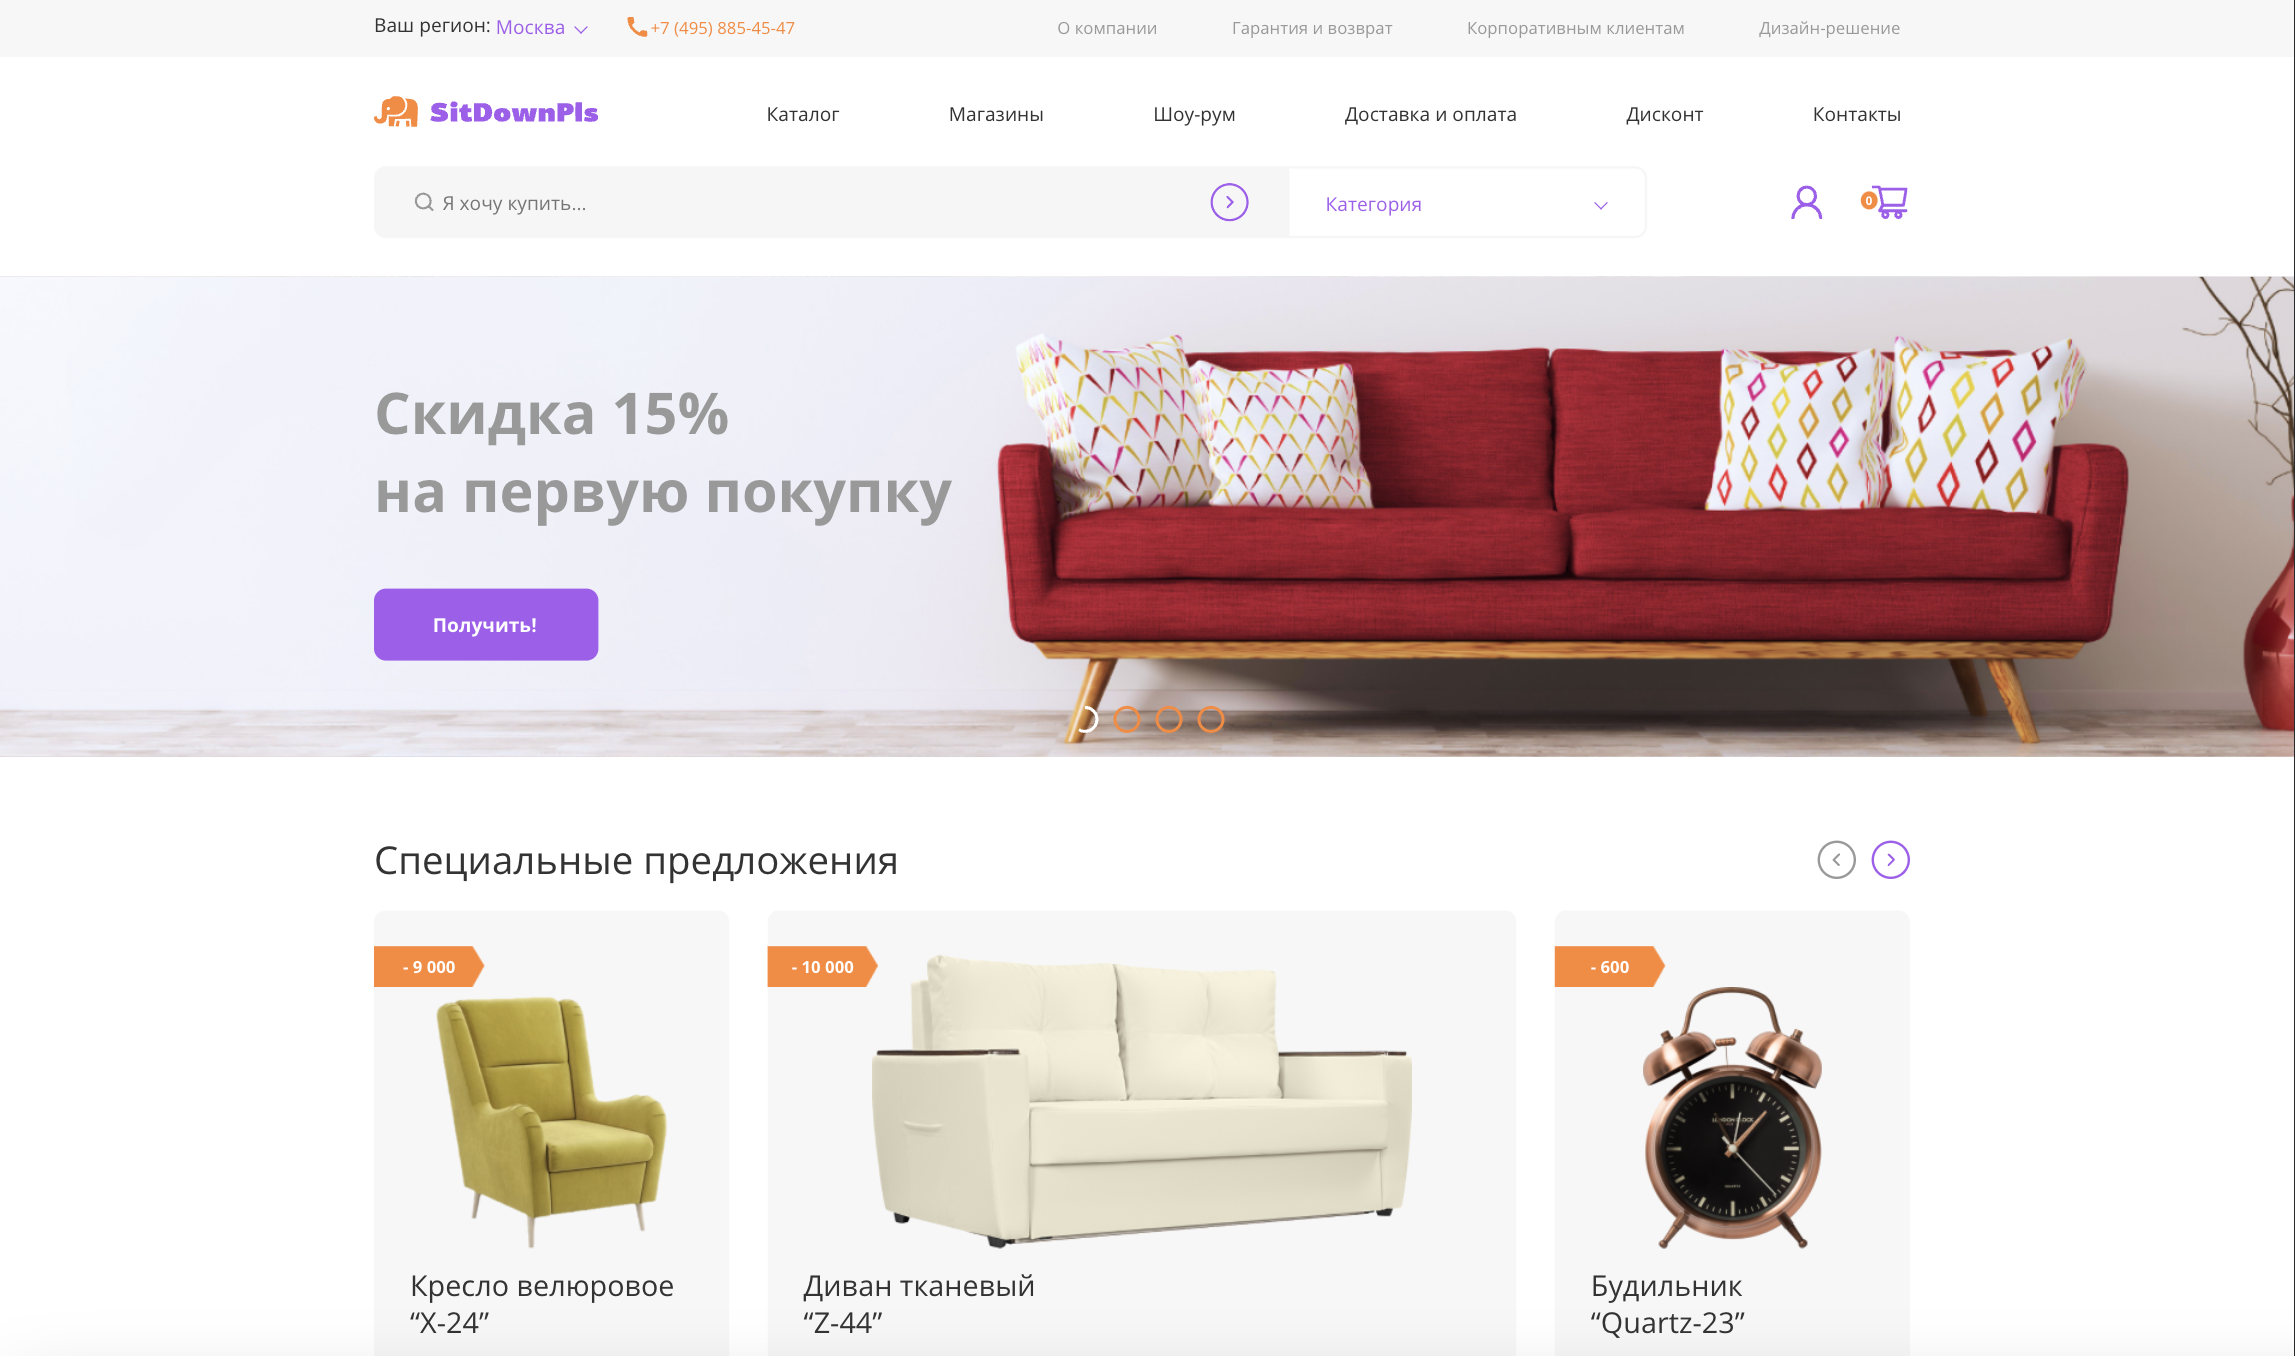 Ваш регион: Москва
+7 (495) 885-45-47
О компании
Гарантия и возврат
Корпоративным клиентам
Дизайн-решение
SitDownPls
Каталог
Магазины
Шоу-рум
Доставка и оплата
Дисконт
Контакты
Я хочу купить...
Категория
0
Скидка 15%
на первую покупку
Получить!
Специальные предложения
- 9 000
- 10 000
- 600
Кресло велюровое
“X-24”
Диван тканевый
“Z-44”
Будильник
“Quartz-23”